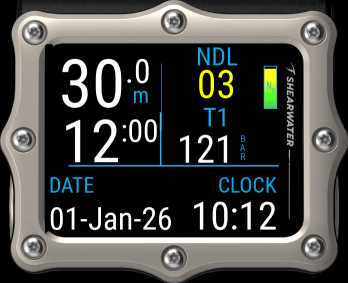 30.0 m
12:00
NDL
03
T1
121 BAR
N₂
SHEARWATER
DATE
CLOCK
01-Jan-26
10:12